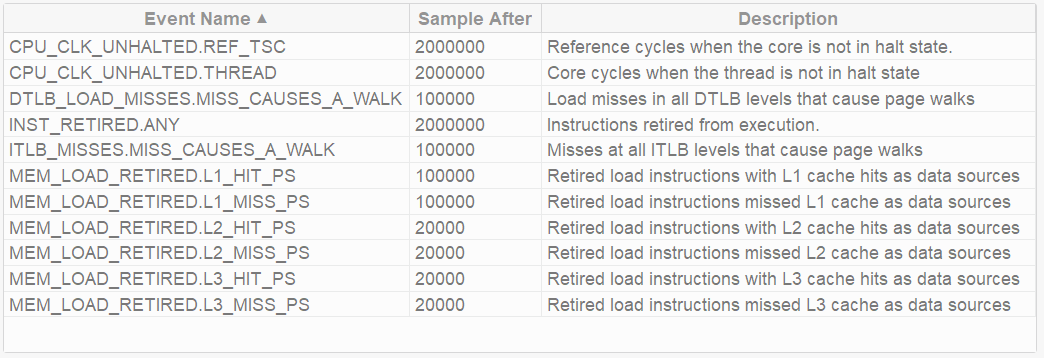 Event Name ▲ Sample After Description
CPU_CLK_UNHALTED.REF_TSC 2000000 Reference cycles when the core is not in halt state.
CPU_CLK_UNHALTED.THREAD 2000000 Core cycles when the thread is not in halt state
DTLB_LOAD_MISSES.MISS_CAUSES_A_WALK 100000 Load misses in all DTLB levels that cause page walks
INST_RETIRED.ANY 2000000 Instructions retired from execution.
ITLB_MISSES.MISS_CAUSES_A_WALK 100000 Misses at all ITLB levels that cause page walks
MEM_LOAD_RETIRED.L1_HIT_PS 100000 Retired load instructions with L1 cache hits as data sources
MEM_LOAD_RETIRED.L1_MISS_PS 100000 Retired load instructions missed L1 cache as data sources
MEM_LOAD_RETIRED.L2_HIT_PS 20000 Retired load instructions with L2 cache hits as data sources
MEM_LOAD_RETIRED.L2_MISS_PS 20000 Retired load instructions missed L2 cache as data sources
MEM_LOAD_RETIRED.L3_HIT_PS 20000 Retired load instructions with L3 cache hits as data sources
MEM_LOAD_RETIRED.L3_MISS_PS 20000 Retired load instructions missed L3 cache as data sources